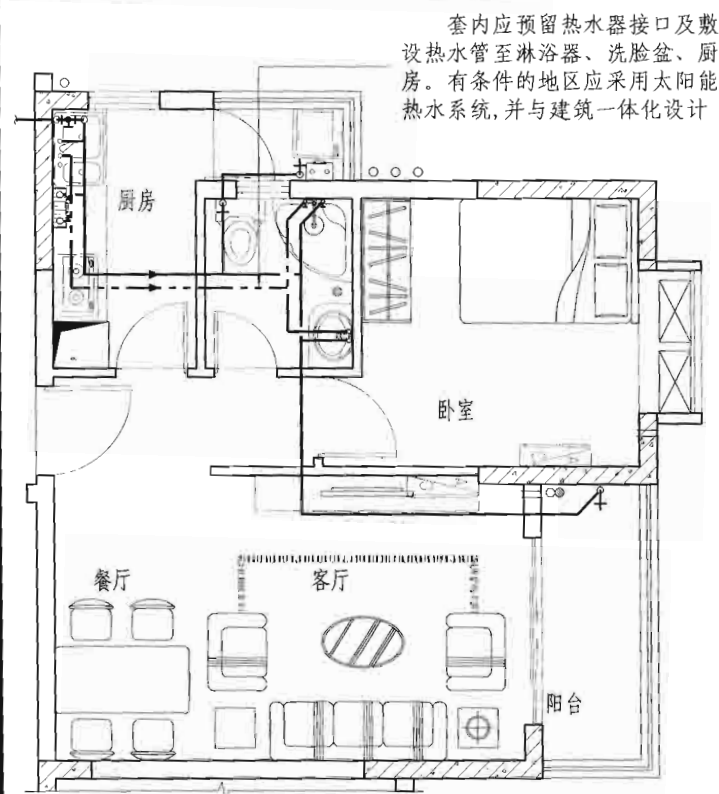 套内应预留热水器接口及敷
设热水管至淋浴器、洗脸盆、厨
房。有条件的地区应采用太阳能
热水系统,并与建筑一体化设计
厨房
卧室
餐厅
客厅
阳台